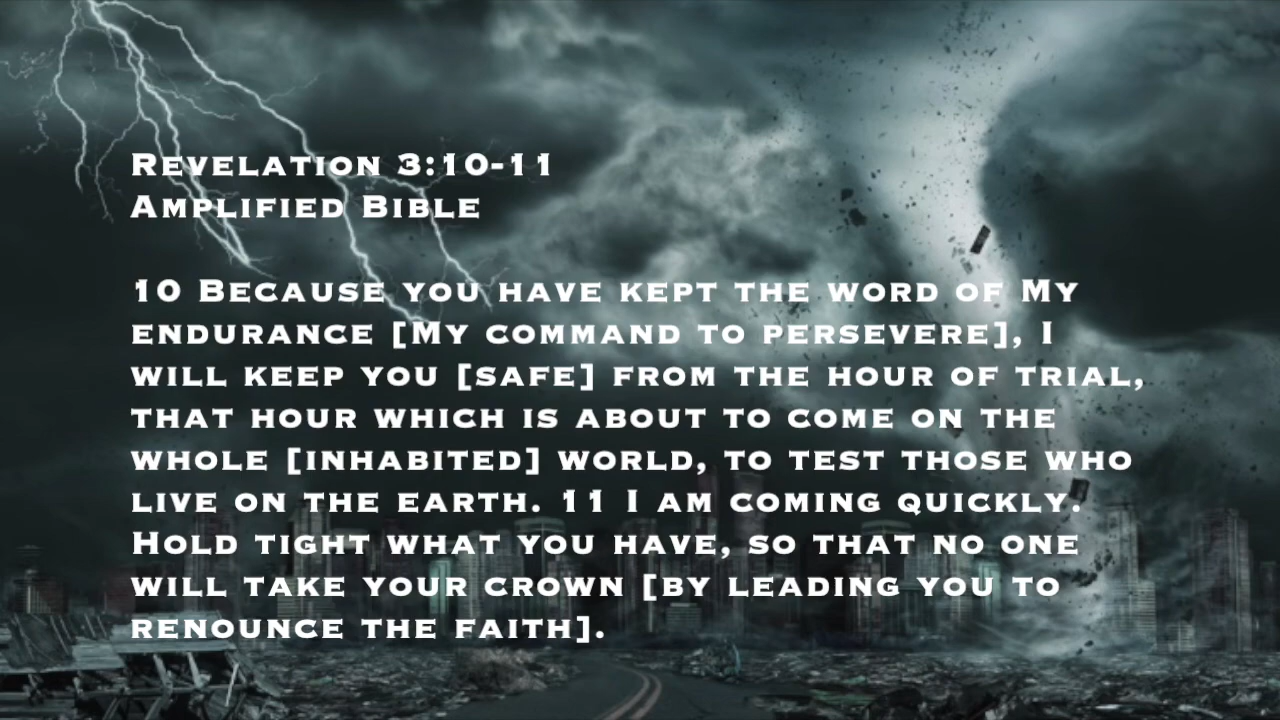 Revelation 3:10-11
Amplified Bible
10 Because you have kept the word of My
endurance [My command to persevere], I
will keep you [safe] from the hour of trial,
that hour which is about to come on the
whole [inhabited] world, to test those who
live on the earth. 11 I am coming quickly.
Hold tight what you have, so that no one
will take your crown [by leading you to
renounce the faith].